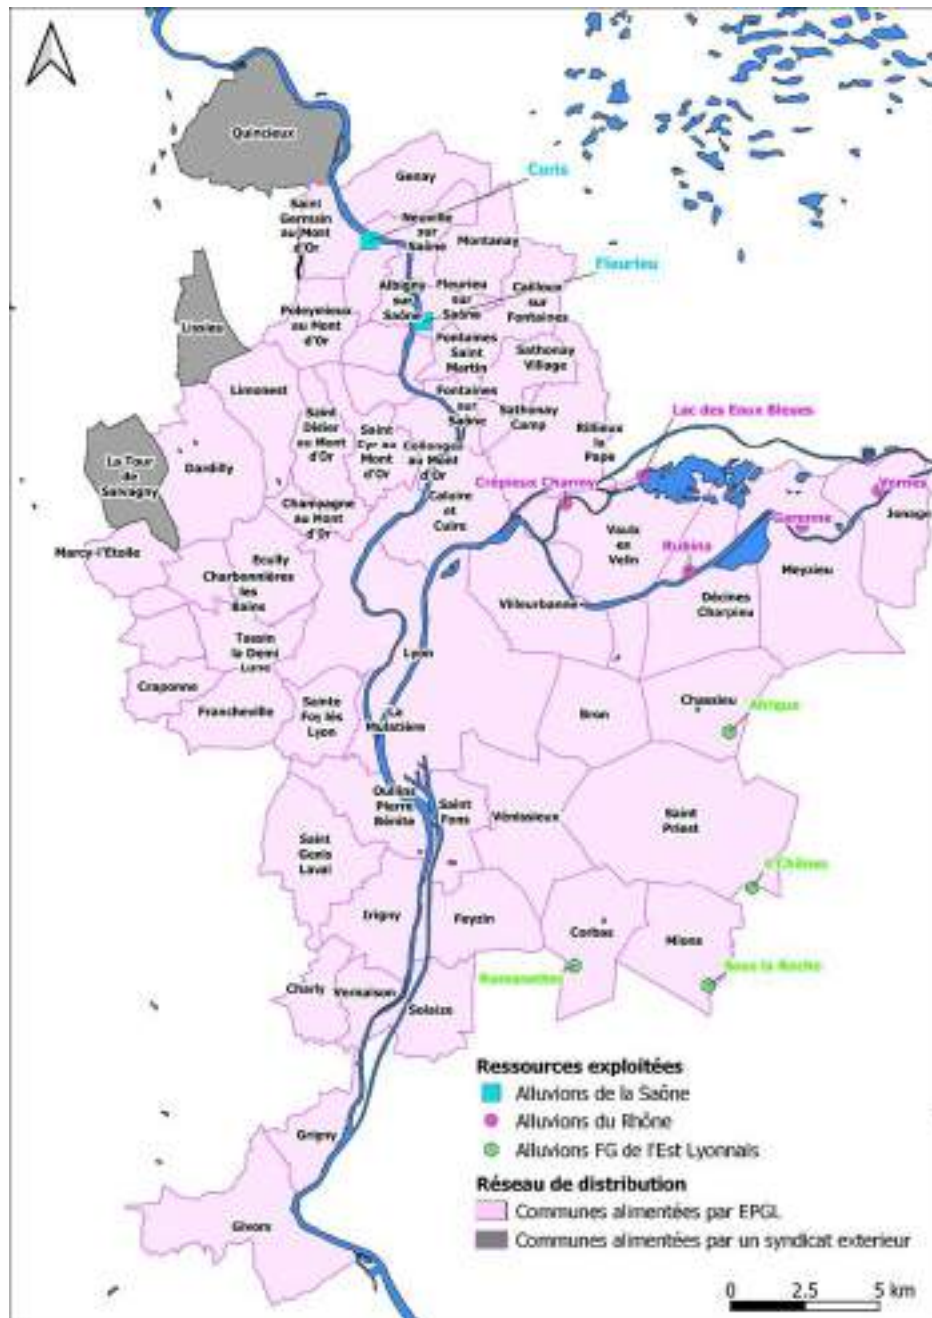 Quincieux
Curis
Genay
Saint
Germain
au Mont
d'Or
Neuville
sur
Saône
Montanay
Fleurieu
Albigny
sur
Saône
Fleurieu
sur
Saône
Cailloux
sur
Fontaines
Poleymieux
au Mont
d'Or
Lissieu
Fontaines
Saint
Martin
Sathonay
Village
Limonest
Fontaines
sur
Saône
Sathonay
Camp
Rillieux
la
Pape
Lac des Eaux Bleues
Saint
Didier
au Mont
d'Or
Saint
Cyr au
Mont
d'Or
Collonges
au Mont
d'Or
La Tour
de
Salvagny
Dardilly
Crépieux Charmy
Vernes
Champagne
au Mont
d'Or
Caluire
et
Cuire
Garenne
Jonage
Marcy-l'Etoile
Ecully
Charbonnières
les
Bains
Vaulx
en
Velin
Rubina
Meyzieu
Villeurbanne
Décines
Charpieu
Tassin
la Demi
Lune
Lyon
Craponne
Francheville
Sainte
Foy lès
Lyon
La
Mulatière
Bron
Chassieu
Afrique
Oullins
Pierre
Bénite
Saint
Fons
Vénissieux
Saint
Priest
Saint
Genis
Laval
4 Chênes
Irigny
Feyzin
Corbas
Mions
Romanettes
Sous la Roche
Charly
Vernaison
Solaize
Ressources exploitées
Alluvions de la Saône
Alluvions du Rhône
Alluvions FG de l'Est Lyonnais
Grigny
Réseau de distribution
Communes alimentées par EPGL
Communes alimentées par un syndicat exterieur
Givors
0 2.5 5 km